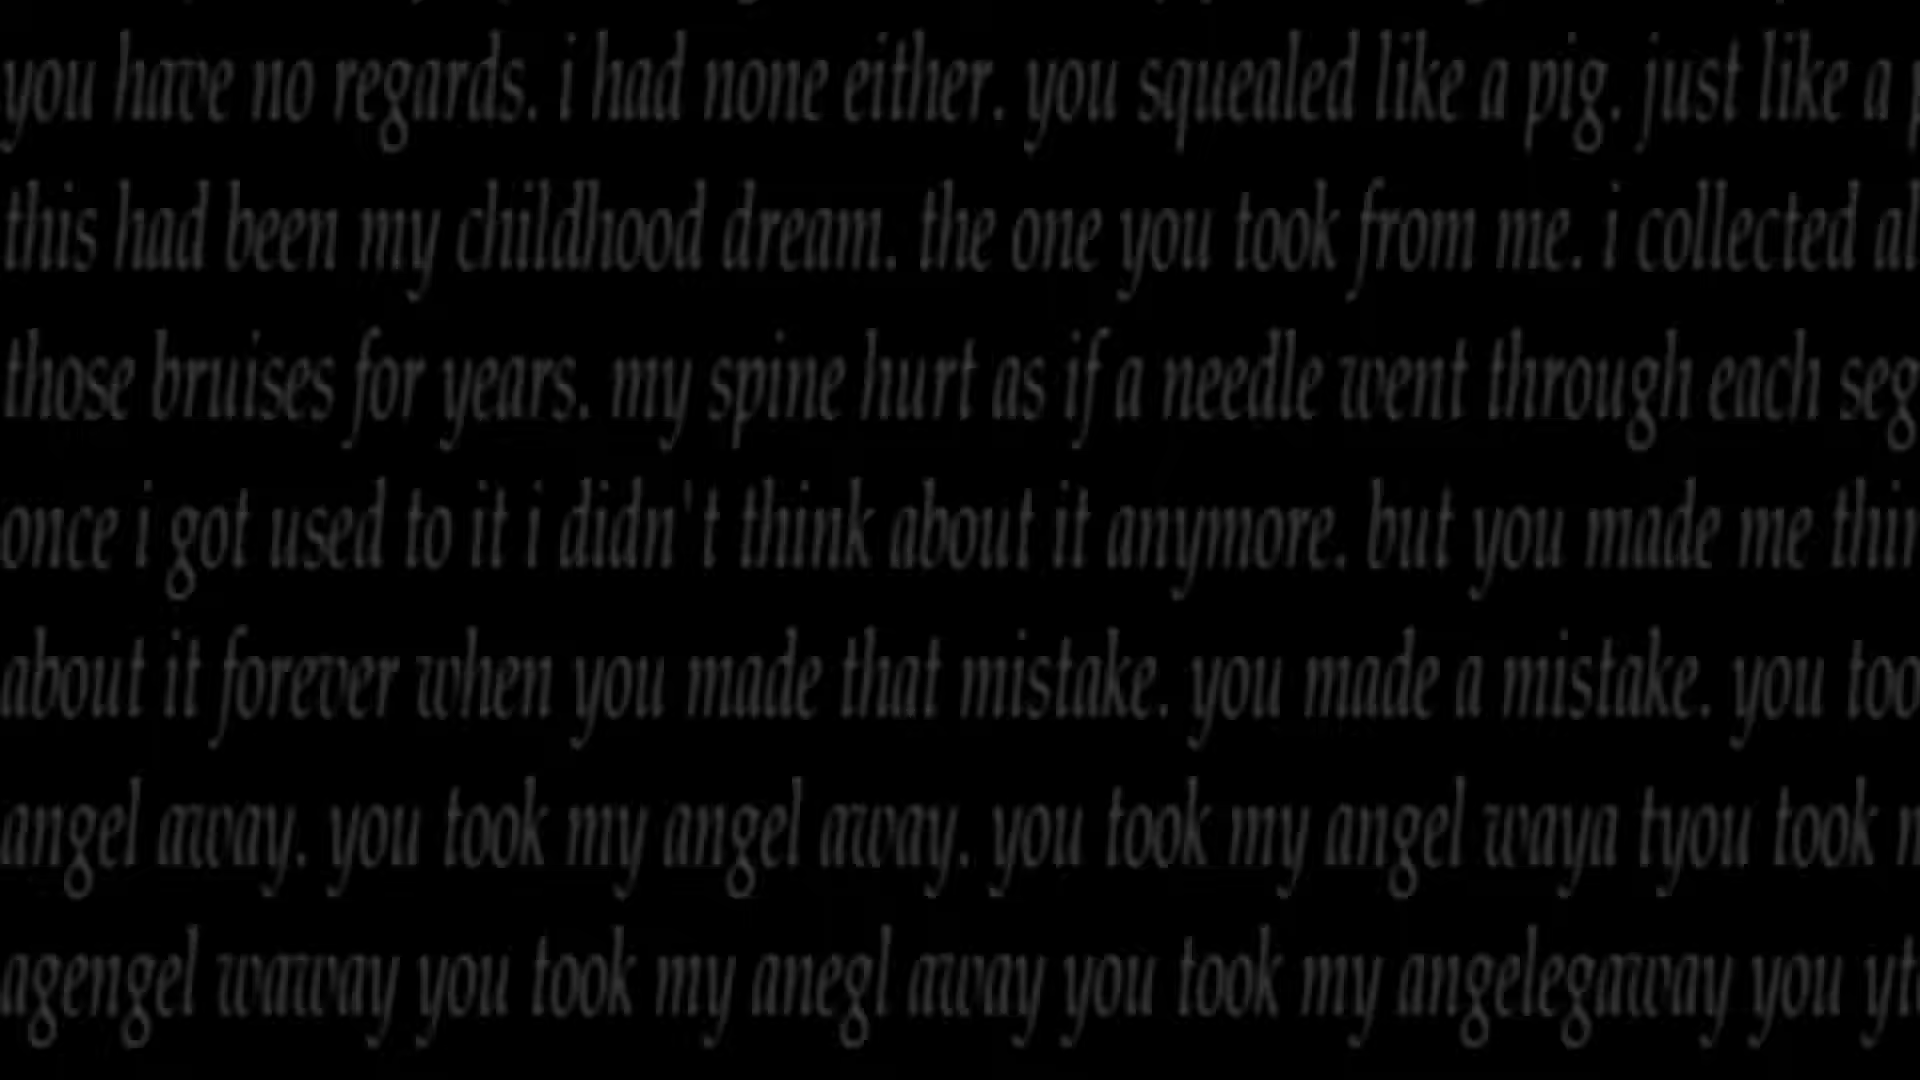 you have no regards. i had none either. you squealed like a pig. just like a
this had been my childhood dream. the one you took from me. i collected
those bruises for years. my spine hurt as if a needle went through each seg
once i got used to it i didn't think about it anymore. but you made me
about it forever when you made that mistake. you made a mistake. you too
angel away. you took my angel away. you took my angel waya tyou took
agengel waway you took my anegl away you took my angelegaway you